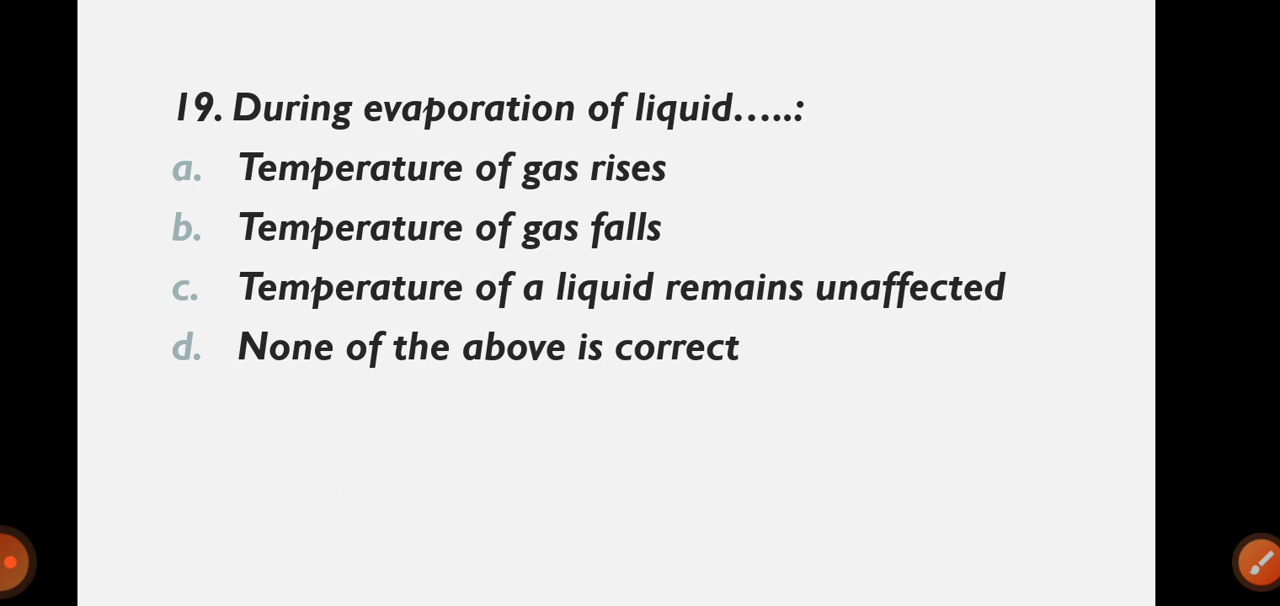 19. During evaporation of liquid.....:
a. Temperature of gas rises
b. Temperature of gas falls
c. Temperature of a liquid remains unaffected
d. None of the above is correct